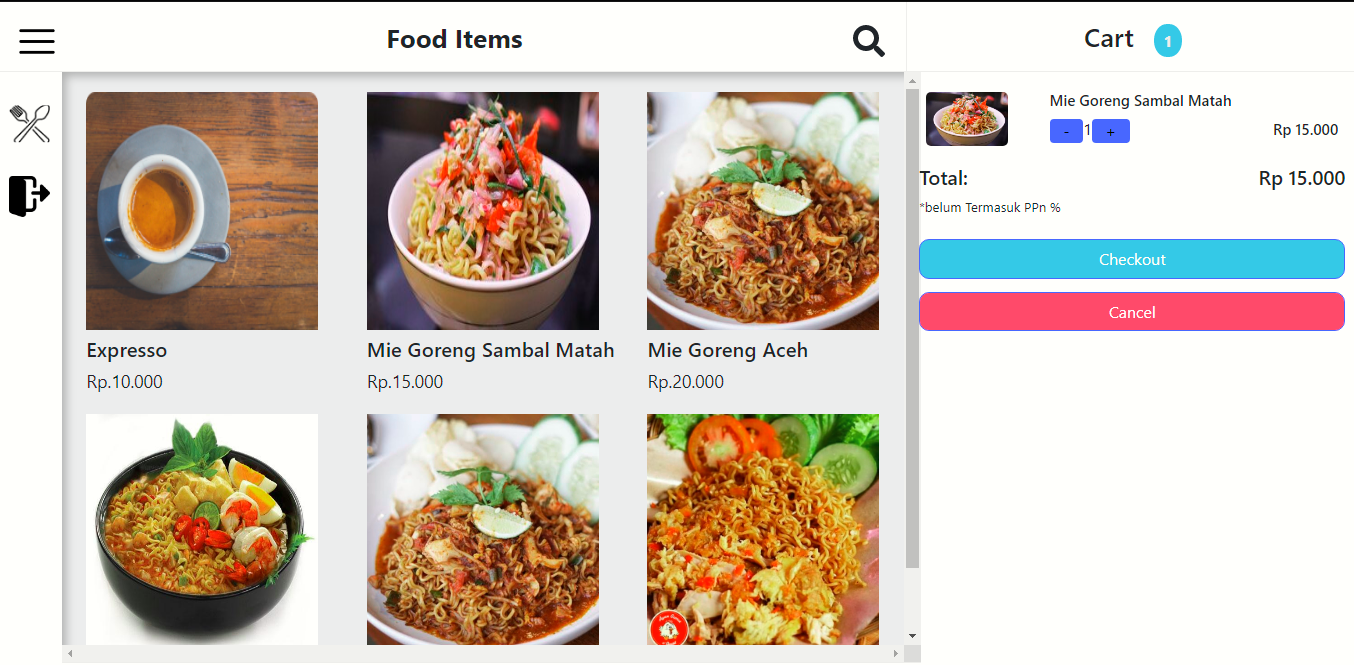 Food Items
Cart 1
Expresso
Rp.10.000
Mie Goreng Sambal Matah
Rp.15.000
Mie Goreng Aceh
Rp.20.000
Mie Goreng Sambal Matah
- 1 + Rp 15.000
Total: Rp 15.000
*belum Termasuk PPn %
Checkout
Cancel